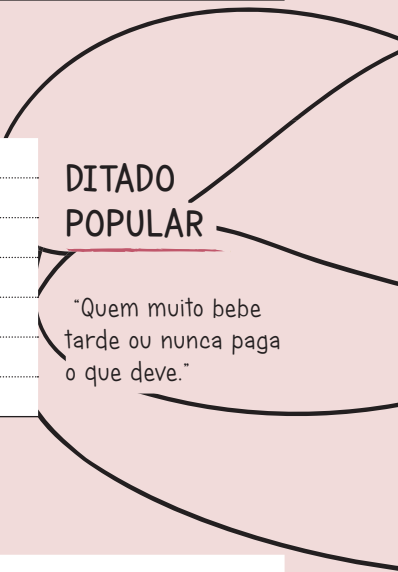 DITADO
POPULAR
“Quem muito bebe
tarde ou nunca paga
o que deve.”